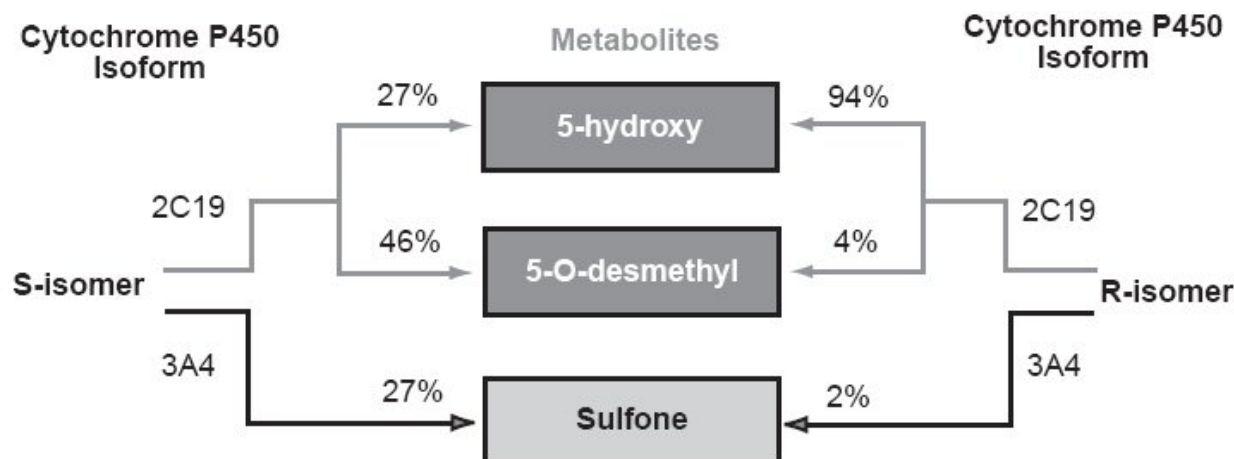 Cytochrome P450
Isoform
Metabolites
Cytochrome P450
Isoform
27%
5-hydroxy
94%
2C19
2C19
46%
5-O-desmethyl
4%
S-isomer
R-isomer
3A4
3A4
27%
Sulfone
2%